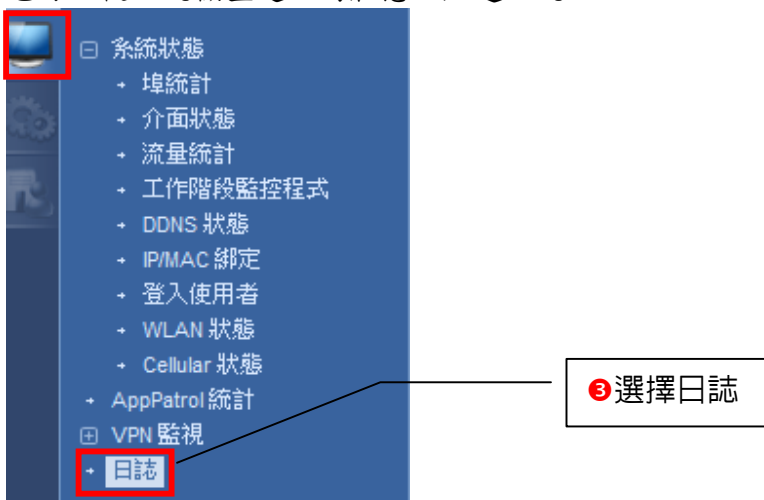 系統狀態
埠統計
介面狀態
流量統計
工作階段監控程式
DDNS 狀態
IP/MAC 綁定
登入使用者
WLAN 狀態
Cellular 狀態
AppPatrol 統計
VPN 監視
日誌
❸選擇日誌